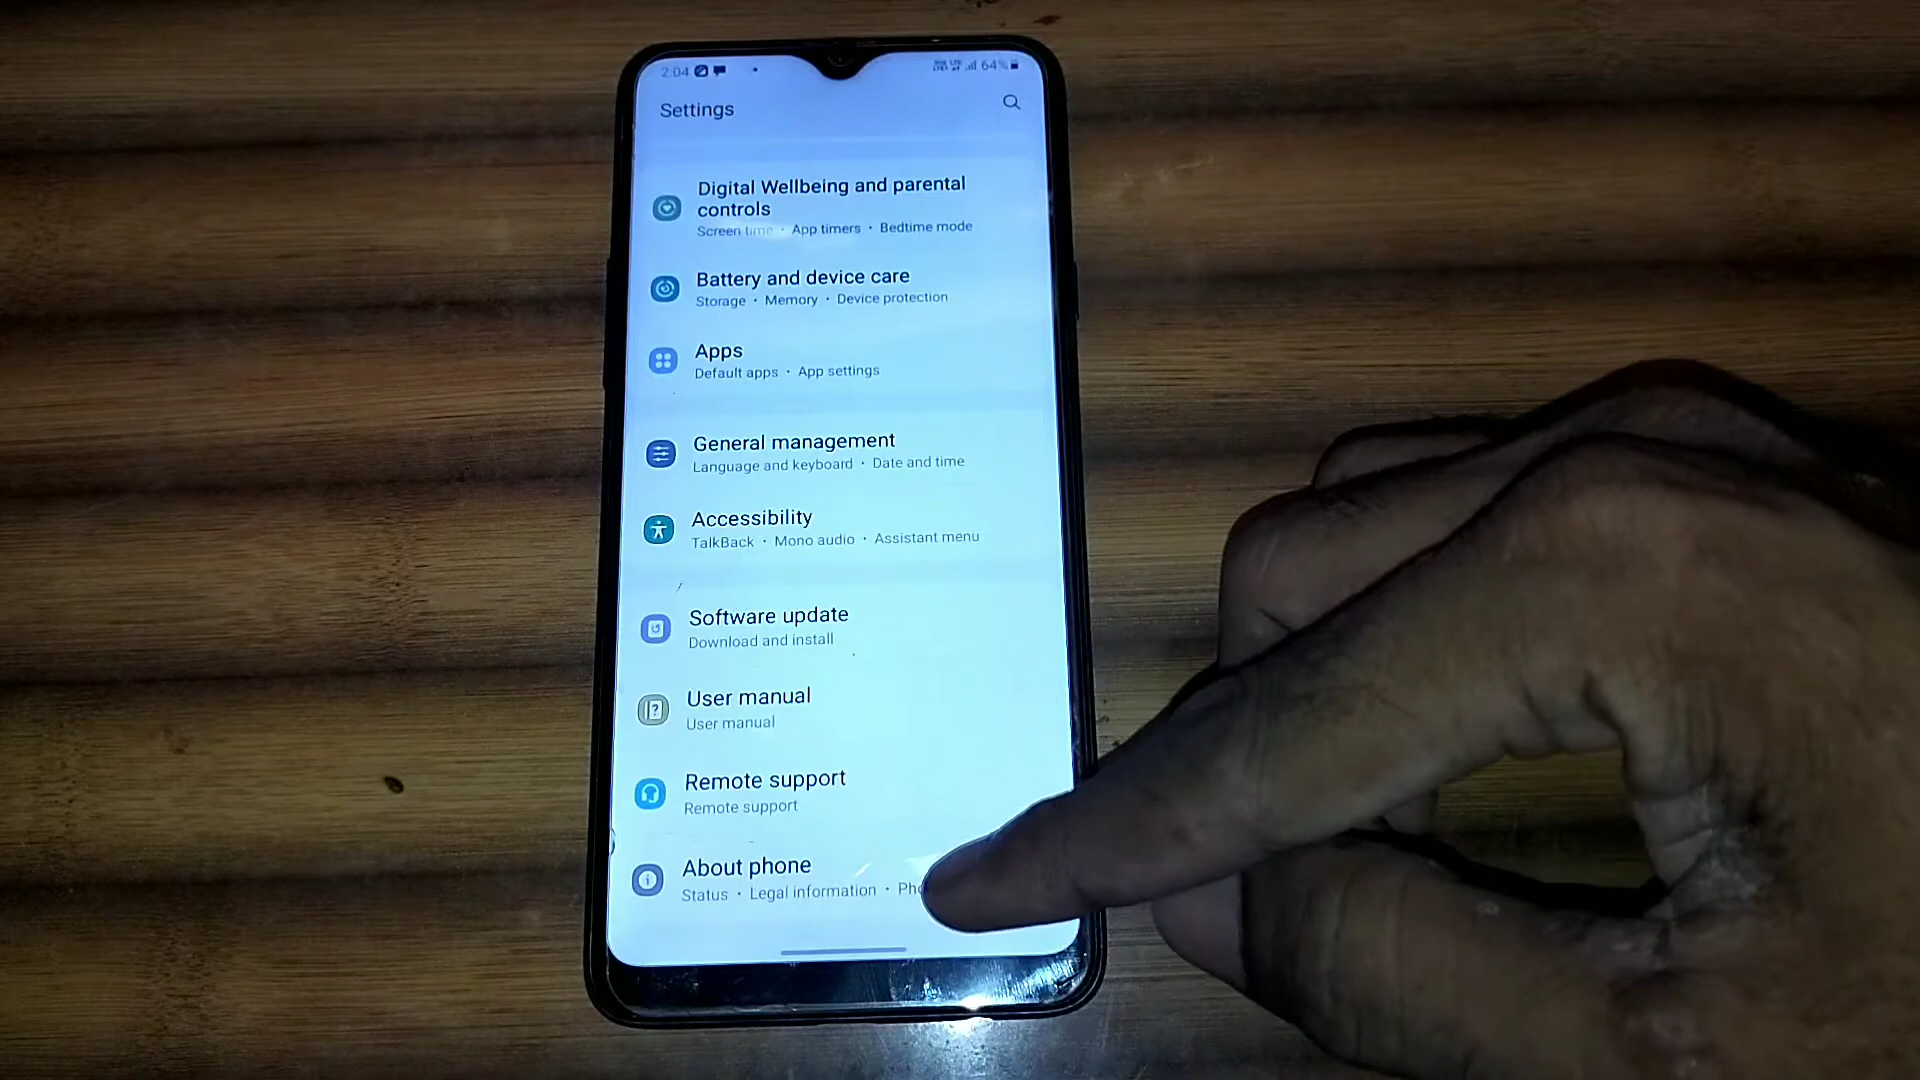 2:04 64%
Settings
Digital Wellbeing and parental
controls
Screen time · App timers · Bedtime mode
Battery and device care
Storage · Memory · Device protection
Apps
Default apps · App settings
General management
Language and keyboard · Date and time
Accessibility
TalkBack · Mono audio · Assistant menu
Software update
Download and install
User manual
User manual
Remote support
Remote support
About phone
Status · Legal information ·